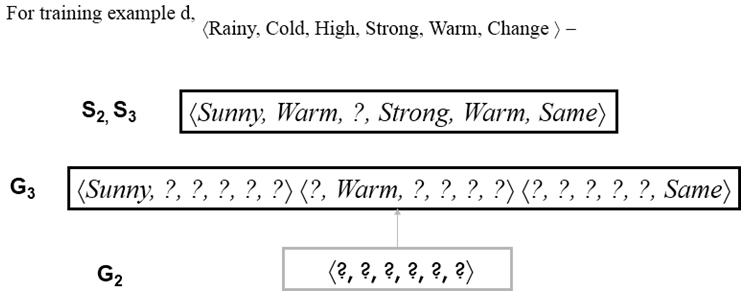 For training example d, ⟨Rainy, Cold, High, Strong, Warm, Change ⟩ –
S2, S3 ⟨Sunny, Warm, ?, Strong, Warm, Same⟩
G3 ⟨Sunny, ?, ?, ?, ?, ?⟩ ⟨?, Warm, ?, ?, ?, ?⟩ ⟨?, ?, ?, ?, ?, Same⟩
G2 ⟨?, ?, ?, ?, ?, ?⟩